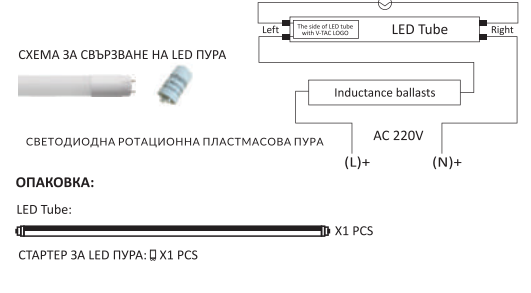 Left
The side of LED tube
with V-TAC LOGO
LED Tube
Right
СХЕМА ЗА СВЪРЗВАНЕ НА LED ПУРА
Inductance ballasts
СВЕТОДИОДНА РОТАЦИОННА ПЛАСТМАСОВА ПУРА
AC 220V
(L)+
(N)+
ОПАКОВКА:
LED Tube:
X1 PCS
СТАРТЕР ЗА LED ПУРА: X1 PCS